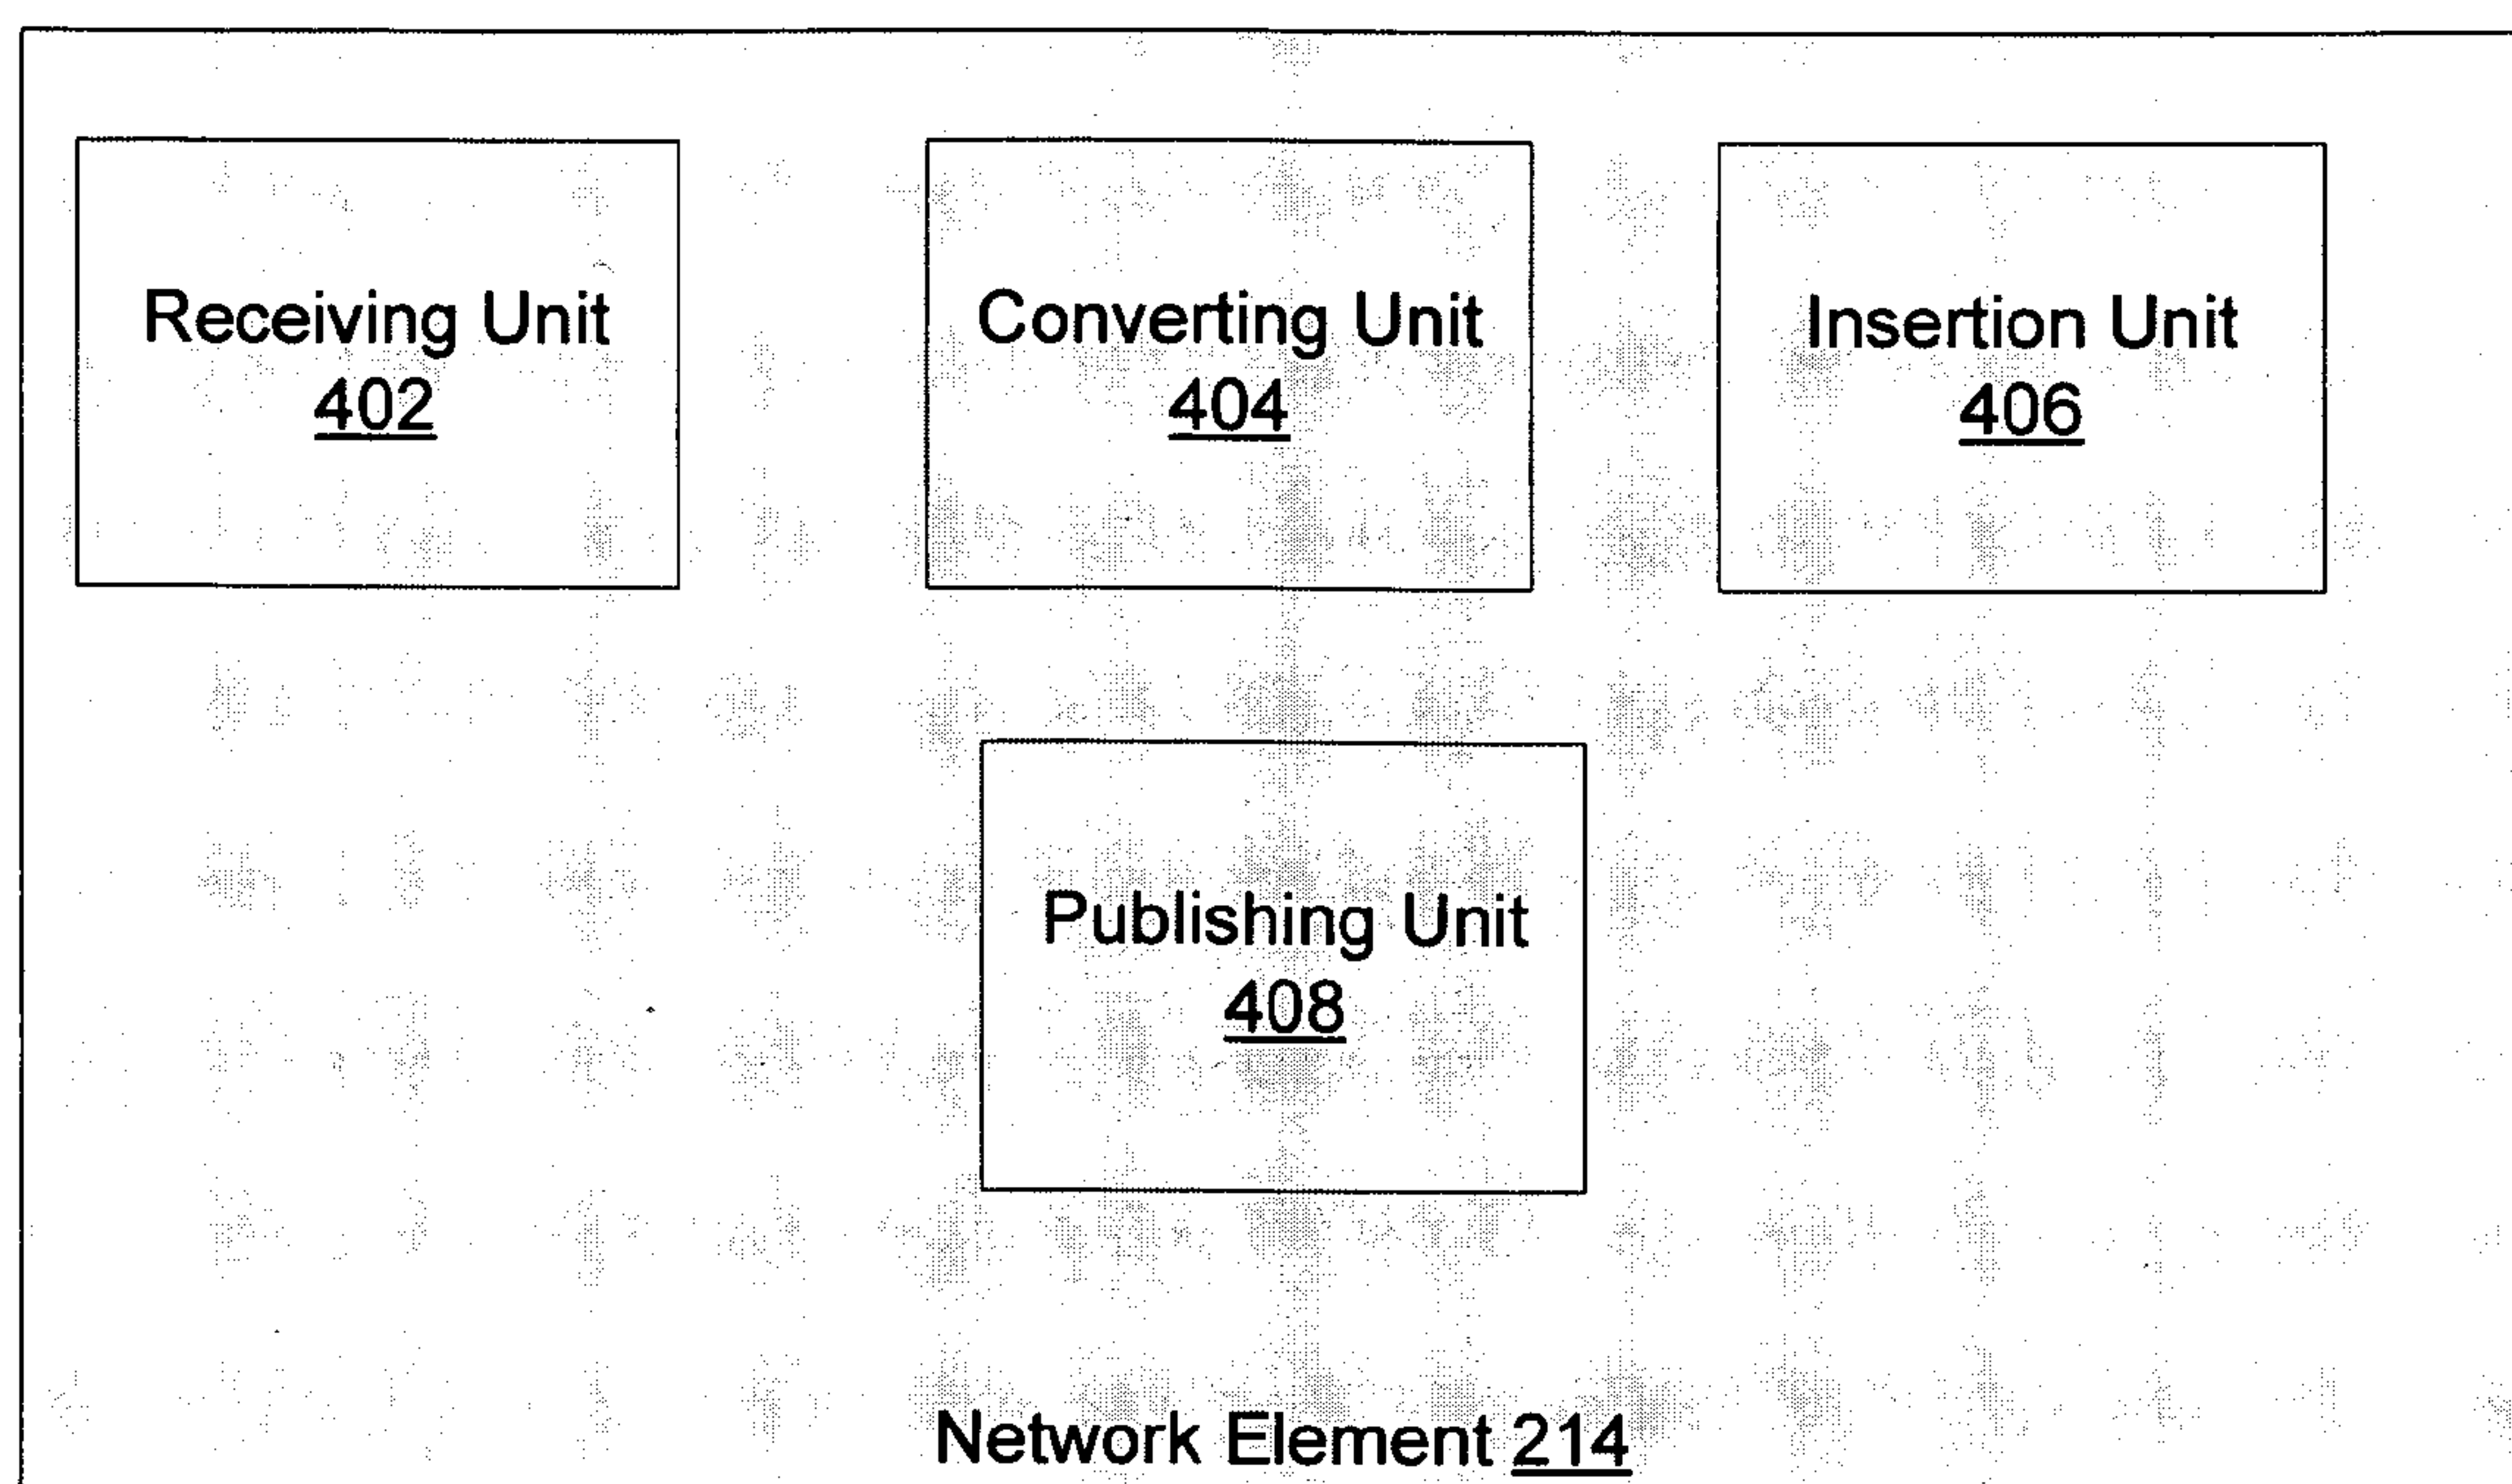 Receiving Unit
402
Converting Unit
404
Insertion Unit
406
Publishing Unit
408
Network Element 214